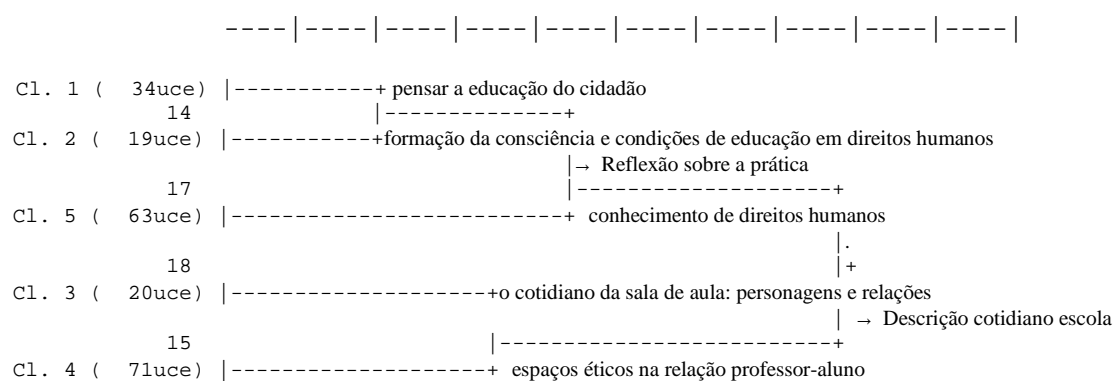 ----|----|----|----|----|----|----|----|----|----|
Cl. 1 ( 34uce) |-----------+ pensar a educação do cidadão
14 |--------------+
Cl. 2 ( 19uce) |-----------+formação da consciência e condições de educação em direitos humanos
|→ Reflexão sobre a prática
17 |--------------------+
Cl. 5 ( 63uce) |--------------------------+ conhecimento de direitos humanos
|.
18 |+
Cl. 3 ( 20uce) |--------------------+o cotidiano da sala de aula: personagens e relações
| → Descrição cotidiano escola
15 |--------------------------+
Cl. 4 ( 71uce) |--------------------+ espaços éticos na relação professor-aluno